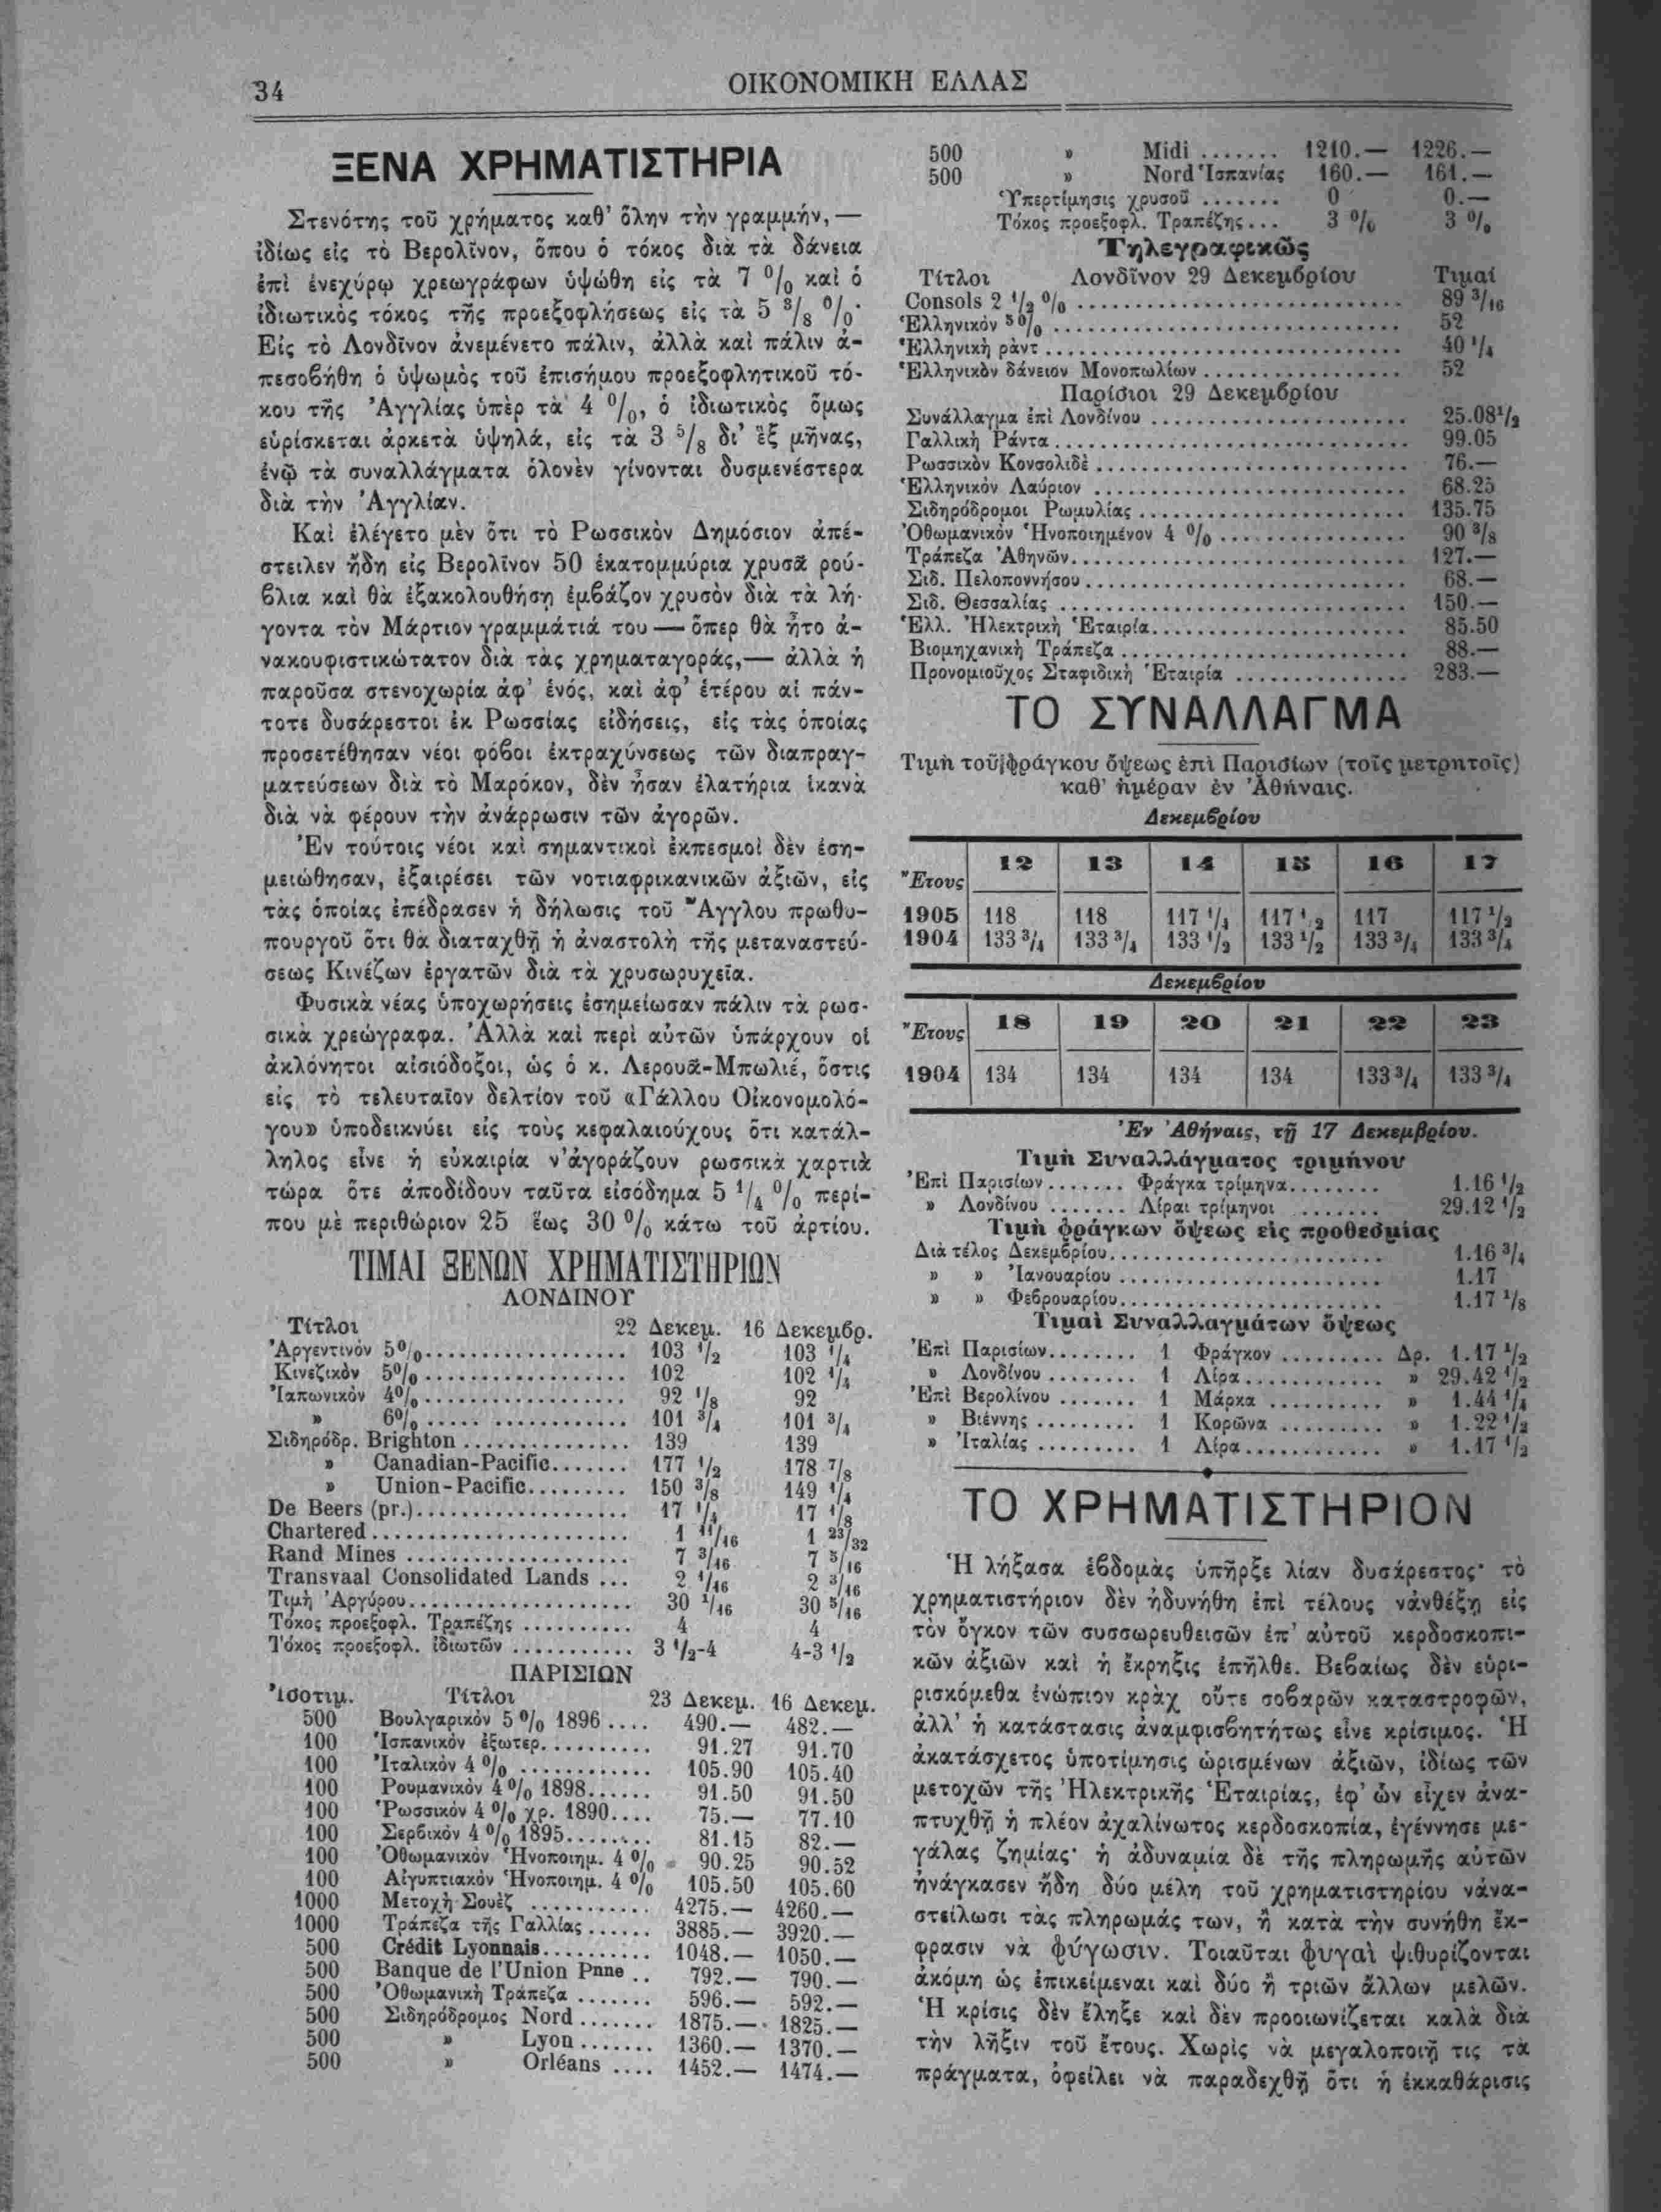 34
ΟΙΚΟΝΟΜΙΚΗ ΕΛΛΑΣ
ΞΕΝΑ ΧΡΗΜΑΤΙΣΤΗΡΙΑ
Στενότης τοῦ χρήματος καθ' ὅλην τὴν γραμμήν,—
ἰδίως εἰς τὸ Βερολῖνον, ὅπου ὁ τόκος διὰ τὰ δάνεια
ἐπὶ ἐνεχύρῳ χρεωγράφων ὑψώθη εἰς τὰ 7 % καὶ ὁ
ἰδιωτικὸς τόκος τῆς προεξοφλήσεως εἰς τὰ 5 3/8 %·
Εἰς τὸ Λονδῖνον ἀνεμένετο πάλιν, ἀλλὰ καὶ πάλιν ἀ-
πεσοβήθη ὁ ὑψωμὸς τοῦ ἐπισήμου προεξοφλητικοῦ τό-
κου τῆς Ἀγγλίας ὑπὲρ τὰ 4 %, ὁ ἰδιωτικὸς ὅμως
εὑρίσκεται ἀρκετὰ ὑψηλά, εἰς τὰ 3 5/8 δι' ἓξ μῆνας,
ἐνῷ τὰ συναλλάγματα ὁλονὲν γίνονται δυσμενέστερα
διὰ τὴν Ἀγγλίαν.
Καὶ ἐλέγετο μὲν ὅτι τὸ Ρωσσικὸν Δημόσιον ἀπέ-
στειλεν ἤδη εἰς Βερολῖνον 50 ἑκατομμύρια χρυσᾶ ρού-
βλια καὶ θὰ ἐξακολουθήσῃ ἐμβάζον χρυσὸν διὰ τὰ λή-
γοντα τὸν Μάρτιον γραμμάτιά του — ὅπερ θὰ ἦτο ἀ-
νακουφιστικώτατον διὰ τὰς χρηματαγοράς,— ἀλλὰ ἡ
παροῦσα στενοχωρία ἀφ' ἑνός, καὶ ἀφ' ἑτέρου αἱ πάν-
τοτε δυσάρεστοι ἐκ Ρωσσίας εἰδήσεις, εἰς τὰς ὁποίας
προσετέθησαν νέοι φόβοι ἐκτραχύνσεως τῶν διαπραγ-
ματεύσεων διὰ τὸ Μαρόκον, δὲν ἦσαν ἐλατήρια ἱκανὰ
διὰ νὰ φέρουν τὴν ἀνάρρωσιν τῶν ἀγορῶν.
Ἐν τούτοις νέοι καὶ σημαντικοὶ ἐκπεσμοὶ δὲν ἐση-
μειώθησαν, ἐξαιρέσει τῶν νοτιαφρικανικῶν ἀξιῶν, εἰς
τὰς ὁποίας ἐπέδρασεν ἡ δήλωσις τοῦ Ἄγγλου πρωθυ-
πουργοῦ ὅτι θὰ διαταχθῇ ἡ ἀναστολὴ τῆς μεταναστεύ-
σεως Κινέζων ἐργατῶν διὰ τὰ χρυσωρυχεῖα.
Φυσικὰ νέας ὑποχωρήσεις ἐσημείωσαν πάλιν τὰ ρωσ-
σικὰ χρεώγραφα. Ἀλλὰ καὶ περὶ αὐτῶν ὑπάρχουν οἱ
ἀκλόνητοι αἰσιόδοξοι, ὡς ὁ κ. Λερουᾶ-Μπωλιέ, ὅστις
εἰς τὸ τελευταῖον δελτίον τοῦ «Γάλλου Οἰκονομολό-
γου» ὑποδεικνύει εἰς τοὺς κεφαλαιούχους ὅτι κατάλ-
ληλος εἶνε ἡ εὐκαιρία ν'ἀγοράζουν ρωσσικὰ χαρτιὰ
τώρα ὅτε ἀποδίδουν ταῦτα εἰσόδημα 5 1/4 % περί-
που μὲ περιθώριον 25 ἕως 30 % κάτω τοῦ ἀρτίου.
ΤΙΜΑΙ ΞΕΝΩΝ ΧΡΗΜΑΤΙΣΤΗΡΙΩΝ
ΛΟΝΔΙΝΟΥ
Τίτλοι 22 Δεκεμ. 16 Δεκεμβρ.
Ἀργεντινὸν 5% 103 1/2 103 1/4
Κινεζικὸν 5% 102 102 1/4
Ἰαπωνικὸν 4% 92 1/8 92
» 6% 101 3/4 101 3/4
Σιδηρόδρ. Brighton 139 139
» Canadian-Pacific 177 1/2 178 7/8
» Union-Pacific 150 3/8 149 1/4
De Beers (pr.) 17 1/4 17 1/8
Chartered 1 11/16 1 23/32
Rand Mines 7 3/16 7 5/16
Transvaal Consolidated Lands 2 1/16 2 3/16
Τιμὴ Ἀργύρου 30 1/16 30 5/16
Τόκος προεξοφλ. Τραπέζης 4 4
Τόκος προεξοφλ. ἰδιωτῶν 3 1/2-4 4-3 1/2
ΠΑΡΙΣΙΩΝ
Ἰσοτιμ. Τίτλοι 23 Δεκεμ. 16 Δεκεμ.
500 Βουλγαρικὸν 5 % 1896 490.— 482.—
100 Ἱσπανικὸν ἐξωτερ. 91.27 91.70
100 Ἰταλικὸν 4 % 105.90 105.40
100 Ρουμανικὸν 4 % 1898 91.50 91.50
100 Ῥωσσικὸν 4 % χρ. 1890 75.— 77.10
100 Σερβικὸν 4 % 1895 81.15 82.—
100 Ὀθωμανικὸν Ἡνοποιημ. 4 % 90.25 90.52
100 Αἰγυπτιακὸν Ἡνοποιημ. 4 % 105.50 105.60
1000 Μετοχὴ Σουὲζ 4275.— 4260.—
1000 Τράπεζα τῆς Γαλλίας 3885.— 3920.—
500 Crédit Lyonnais 1048.— 1050.—
500 Banque de l'Union Pnne 792.— 790.—
500 Ὀθωμανικὴ Τράπεζα 596.— 592.—
500 Σιδηρόδρομος Nord 1875.— 1825.—
500 » Lyon 1360.— 1370.—
500 » Orléans 1452.— 1474.—
500 » Midi 1210.— 1226.—
500 » Nord Ἱσπανίας 160.— 161.—
Ὑπερτίμησις χρυσοῦ 0 0.—
Τόκος προεξοφλ. Τραπέζης 3 % 3 %
Τηλεγραφικῶς
Τίτλοι Λονδῖνον 29 Δεκεμβρίου Τιμαί
Consols 2 1/2 % 89 3/16
Ἑλληνικὸν 5% 52
Ἑλληνικὴ ρὰντ 40 1/4
Ἑλληνικὸν δάνειον Μονοπωλίων 52
Παρίσιοι 29 Δεκεμβρίου
Συνάλλαγμα ἐπὶ Λονδίνου 25.08 1/2
Γαλλικὴ Ράντα 99.05
Ρωσσικὸν Κονσολιδὲ 76.—
Ἑλληνικὸν Λαύριον 68.25
Σιδηρόδρομοι Ρωμυλίας 135.75
Ὀθωμανικὸν Ἡνοποιημένον 4 % 90 3/8
Τράπεζα Ἀθηνῶν 127.—
Σιδ. Πελοποννήσου 68.—
Σιδ. Θεσσαλίας 150.—
Ἑλλ. Ἠλεκτρικὴ Ἑταιρία 85.50
Βιομηχανικὴ Τράπεζα 88.—
Προνομιοῦχος Σταφιδικὴ Ἑταιρία 283.—
ΤΟ ΣΥΝΑΛΛΑΓΜΑ
Τιμὴ τοῦ φράγκου ὄψεως ἐπὶ Παρισίων (τοῖς μετρητοῖς)
καθ' ἡμέραν ἐν Ἀθήναις.
Δεκεμβρίου
Ἔτους 12 13 14 15 16 17
1905 118 118 117 1/4 117 1/2 117 117 1/2
1904 133 3/4 133 3/4 133 1/2 133 1/2 133 3/4 133 3/4
Δεκεμβρίου
Ἔτους 18 19 20 21 22 23
1904 134 134 134 134 133 3/4 133 3/4
Ἐν Ἀθήναις, τῇ 17 Δεκεμβρίου.
Τιμὴ Συναλλάγματος τριμήνου
Ἐπὶ Παρισίων Φράγκα τρίμηνα 1.16 1/2
» Λονδίνου Λίραι τρίμηνοι 29.12 1/2
Τιμὴ φράγκων ὄψεως εἰς προθεσμίας
Διὰ τέλος Δεκεμβρίου 1.16 3/4
» » Ἰανουαρίου 1.17
» » Φεβρουαρίου 1.17 1/8
Τιμαὶ Συναλλαγμάτων ὄψεως
Ἐπὶ Παρισίων 1 Φράγκον Δρ. 1.17 1/2
» Λονδίνου 1 Λίρα » 29.42 1/2
Ἐπὶ Βερολίνου 1 Μάρκα » 1.44 1/4
» Βιέννης 1 Κορῶνα » 1.22 1/2
» Ἰταλίας 1 Λίρα » 1.17 1/2
ΤΟ ΧΡΗΜΑΤΙΣΤΗΡΙΟΝ
Ἡ λήξασα ἑβδομὰς ὑπῆρξε λίαν δυσάρεστος· τὸ
χρηματιστήριον δὲν ἠδυνήθη ἐπὶ τέλους νἀνθέξῃ εἰς
τὸν ὄγκον τῶν συσσωρευθεισῶν ἐπ' αὐτοῦ κερδοσκοπι-
κῶν ἀξιῶν καὶ ἡ ἔκρηξις ἐπῆλθε. Βεβαίως δὲν εὑρι-
ρισκόμεθα ἐνώπιον κρὰχ οὔτε σοβαρῶν καταστροφῶν,
ἀλλ' ἡ κατάστασις ἀναμφισβητήτως εἶνε κρίσιμος. Ἡ
ἀκατάσχετος ὑποτίμησις ὡρισμένων ἀξιῶν, ἰδίως τῶν
μετοχῶν τῆς Ἠλεκτρικῆς Ἑταιρίας, ἐφ' ὧν εἶχεν ἀνα-
πτυχθῇ ἡ πλέον ἀχαλίνωτος κερδοσκοπία, ἐγέννησε με-
γάλας ζημίας· ἡ ἀδυναμία δὲ τῆς πληρωμῆς αὐτῶν
ἠνάγκασεν ἤδη δύο μέλη τοῦ χρηματιστηρίου νἀνα-
στείλωσι τὰς πληρωμάς των, ἢ κατὰ τὴν συνήθη ἔκ-
φρασιν νὰ φύγωσιν. Τοιαῦται φυγαὶ ψιθυρίζονται
ἀκόμη ὡς ἐπικείμεναι καὶ δύο ἢ τριῶν ἄλλων μελῶν.
Ἡ κρίσις δὲν ἔληξε καὶ δὲν προοιωνίζεται καλὰ διὰ
τὴν λῆξιν τοῦ ἔτους. Χωρὶς νὰ μεγαλοποιῇ τις τὰ
πράγματα, ὀφείλει νὰ παραδεχθῇ ὅτι ἡ ἐκκαθάρισις